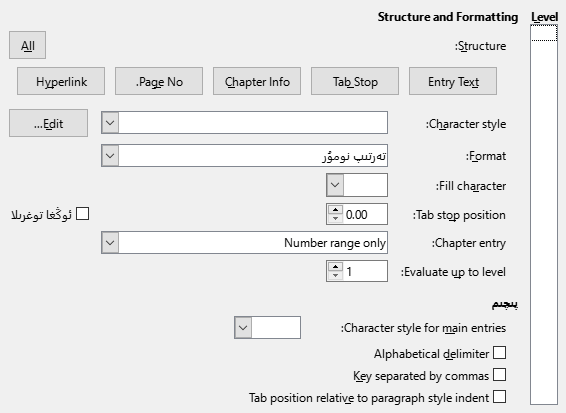 Level
Structure and Formatting
Structure:
All
Entry Text
Tab Stop
Chapter Info
Page No.
Hyperlink
Character style:
Edit...
Format:
تەرتىپ نومۇر
Fill character:
Tab stop position:
0.00
ئوڭغا توغرىلا
Chapter entry:
Number range only
Evaluate up to level:
1
پىچىم
Character style for main entries:
Alphabetical delimiter
Key separated by commas
Tab position relative to paragraph style indent